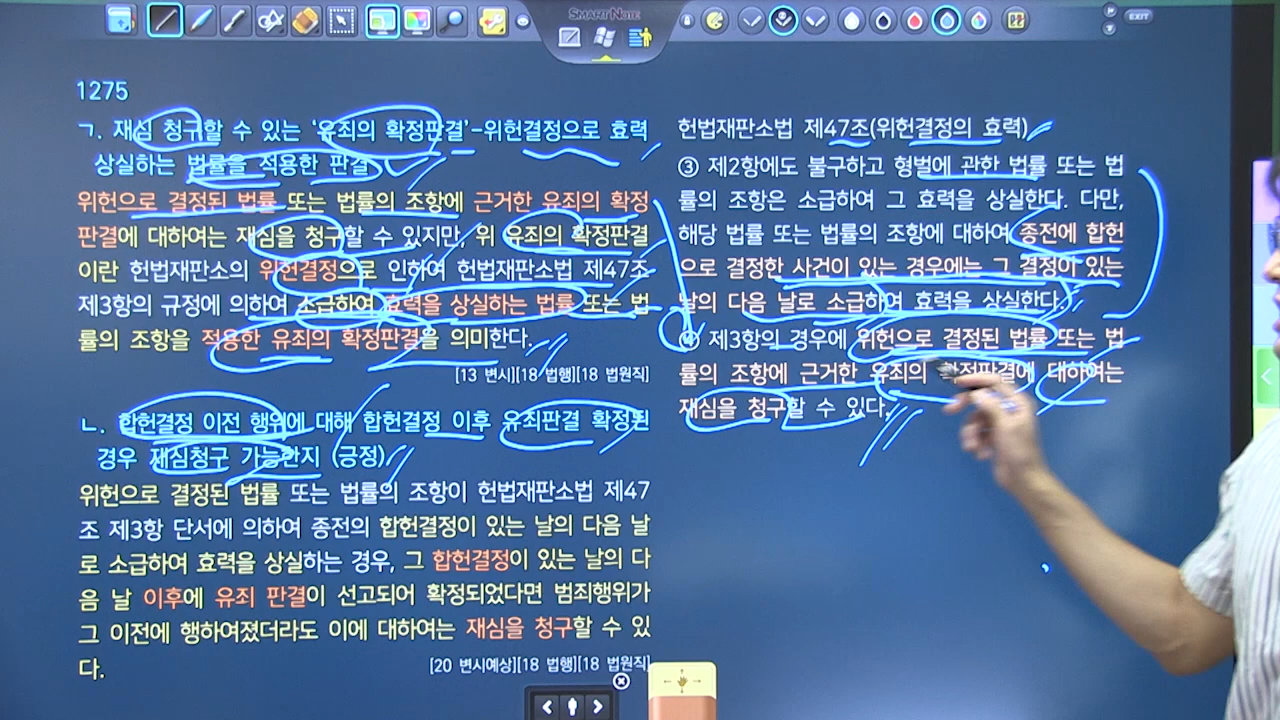 SMARTNOTE
EXIT
1275
ㄱ. 재심 청구할 수 있는 '유죄의 확정판결'-위헌결정으로 효력
상실하는 법률을 적용한 판결
위헌으로 결정된 법률 또는 법률의 조항에 근거한 유죄의 확정
판결에 대하여는 재심을 청구할 수 있지만, 위 유죄의 확정판결
이란 헌법재판소의 위헌결정으로 인하여 헌법재판소법 제47조
제3항의 규정에 의하여 소급하여 효력을 상실하는 법률 또는 법
률의 조항을 적용한 유죄의 확정판결을 의미한다.
[13 변시][18 법행][18 법원직]
ㄴ. 합헌결정 이전 행위에 대해 합헌결정 이후 유죄판결 확정된
경우 재심청구 가능한지 (긍정)
위헌으로 결정된 법률 또는 법률의 조항이 헌법재판소법 제47
조 제3항 단서에 의하여 종전의 합헌결정이 있는 날의 다음 날
로 소급하여 효력을 상실하는 경우, 그 합헌결정이 있는 날의 다
음 날 이후에 유죄 판결이 선고되어 확정되었다면 범죄행위가
그 이전에 행하여졌더라도 이에 대하여는 재심을 청구할 수 있
다.
[20 변시예상][18 법행][18 법원직]
헌법재판소법 제47조(위헌결정의 효력)
③ 제2항에도 불구하고 형벌에 관한 법률 또는 법
률의 조항은 소급하여 그 효력을 상실한다. 다만,
해당 법률 또는 법률의 조항에 대하여 종전에 합헌
으로 결정한 사건이 있는 경우에는 그 결정이 있는
날의 다음 날로 소급하여 효력을 상실한다.
④ 제3항의 경우에 위헌으로 결정된 법률 또는 법
률의 조항에 근거한 유죄의 확정판결에 대하여는
재심을 청구할 수 있다.